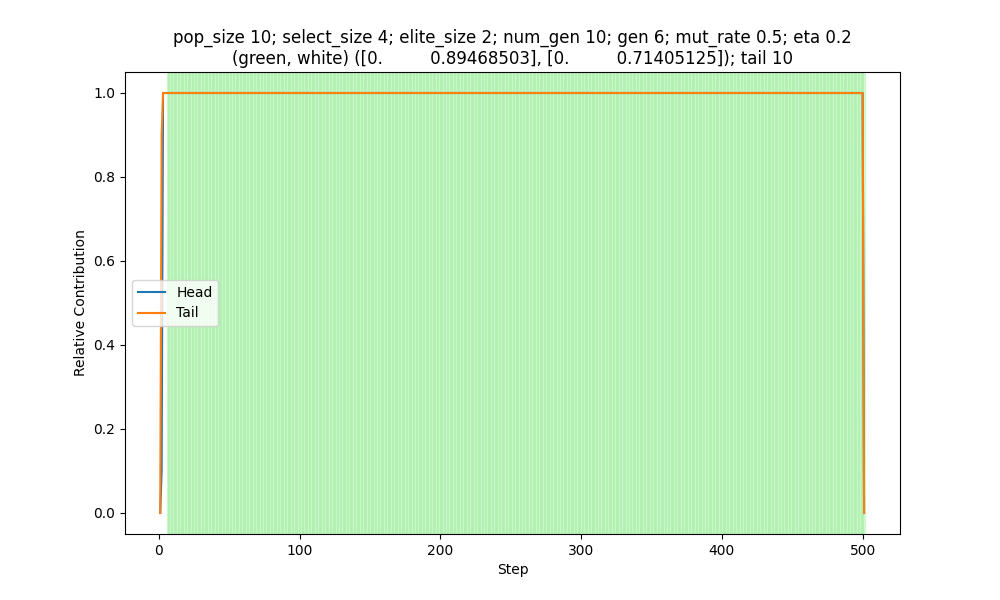 pop_size 10; select_size 4; elite_size 2; num_gen 10; gen 6; mut_rate 0.5; eta 0.2
(green, white) ([0.         0.89468503], [0.         0.71405125]); tail 10
1.0
0.8
0.6
0.4
0.2
0.0
Relative Contribution
Head
Tail
0
100
200
300
400
500
Step